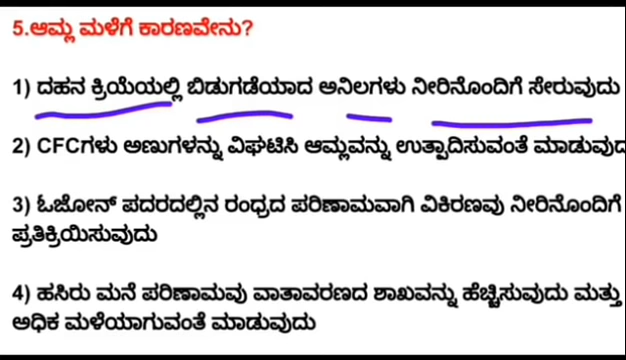 5.ಆಮ್ಲ ಮಳೆಗೆ ಕಾರಣವೇನು?
1) ದಹನ ಕ್ರಿಯೆಯಲ್ಲಿ ಬಿಡುಗಡೆಯಾದ ಅನಿಲಗಳು ನೀರಿನೊಂದಿಗೆ ಸೇರುವುದು
2) CFCಗಳು ಅಣುಗಳನ್ನು ವಿಘಟಿಸಿ ಆಮ್ಲವನ್ನು ಉತ್ಪಾದಿಸುವಂತೆ
3) ಓಜೋನ್ ಪದರದಲ್ಲಿನ ರಂಧ್ರದ ಪರಿಣಾಮವಾಗಿ ವಿಕಿರಣವು ನೀರಿನೊಂದಿಗೆ
ಪ್ರತಿಕ್ರಿಯಿಸುವುದು
4) ಹಸಿರು ಮನೆ ಪರಿಣಾಮವು ವಾತಾವರಣದ ಶಾಖವನ್ನು ಹೆಚ್ಚಿಸುವುದು ಮತ್ತು
ಅಧಿಕ ಮಳೆಯಾಗುವಂತೆ ಮಾಡುವುದು